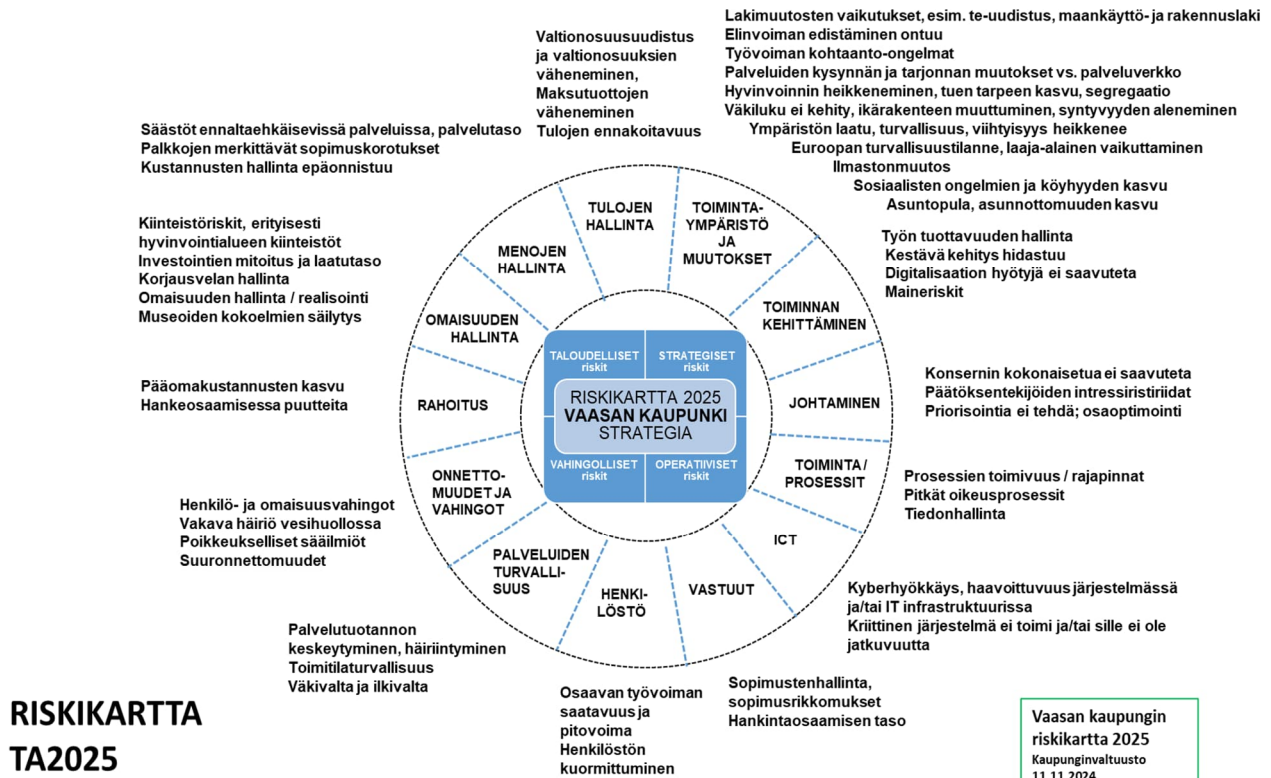 Lakimuutosten vaikutukset, esim. te-uudistus, maankäyttö- ja rakennuslaki
Elinvoiman edistäminen ontuu
Työvoiman kohtaanto-ongelmat
Palveluiden kysynnän ja tarjonnan muutokset vs. palveluverkko
Hyvinvoinnin heikkeneminen, tuen tarpeen kasvu, segregaatio
Väkiluku ei kehity, ikärakenteen muuttuminen, syntyvyyden aleneminen
Ympäristön laatu, turvallisuus, viihtyisyys heikkenee
Euroopan turvallisuustilanne, laaja-alainen vaikuttaminen
Ilmastonmuutos
Sosiaalisten ongelmien ja köyhyyden kasvu
Asuntopula, asunnottomuuden kasvu
Valtionosuusuudistus
ja valtionosuuksien
väheneminen,
Maksutuottojen
väheneminen
Tulojen ennakoitavuus
Säästöt ennaltaehkäisevissä palveluissa, palvelutaso
Palkkojen merkittävät sopimuskorotukset
Kustannusten hallinta epäonnistuu
Kiinteistöriskit, erityisesti
hyvinvointialueen kiinteistöt
Investointien mitoitus ja laatutaso
Korjausvelan hallinta
Omaisuuden hallinta / realisointi
Museoiden kokoelmien säilytys
Pääomakustannusten kasvu
Hankeosaamisessa puutteita
Henkilö- ja omaisuusvahingot
Vakava häiriö vesihuollossa
Poikkeukselliset sääilmiöt
Suuronnettomuudet
Palvelutuotannon
keskeytyminen, häiriintyminen
Toimitilaturvallisuus
Väkivalta ja ilkivalta
Osaavan työvoiman
saatavuus ja
pitovoima
Henkilöstön
kuormittuminen
Sopimustenhallinta,
sopimusrikkomukset
Hankintaosaamisen taso
Kyberhyökkäys, haavoittuvuus järjestelmässä
ja/tai IT infrastruktuurissa
Kriittinen järjestelmä ei toimi ja/tai sille ei ole
jatkuvuutta
Prosessien toimivuus / rajapinnat
Pitkät oikeusprosessit
Tiedonhallinta
Konsernin kokonaisetua ei saavuteta
Päätöksentekijöiden intressiristiriidat
Priorisointia ei tehdä; osaoptimointi
Työn tuottavuuden hallinta
Kestävä kehitys hidastuu
Digitalisaation hyötyjä ei saavuteta
Maineriskit
TULOJEN
HALLINTA
TOIMINTA-
YMPÄRISTÖ
JA
MUUTOKSET
TOIMINNAN
KEHITTÄMINEN
JOHTAMINEN
TOIMINTA/
PROSESSIT
ICT
VASTUUT
HENKI-
LÖSTÖ
PALVELUIDEN
TURVALLI-
SUUS
ONNETTO-
MUUDET JA
VAHINGOT
RAHOITUS
OMAISUUDEN
HALLINTA
MENOJEN
HALLINTA
TALOUDELLISET
riskit
STRATEGISET
riskit
RISKIKARTTA 2025
VAASAN KAUPUNKI
STRATEGIA
VAHINGOLLISET
riskit
OPERATIIVISET
riskit
RISKIKARTTA
TA2025
Vaasan kaupungin
riskikartta 2025
Kaupunginvaltuusto
11.11.2024